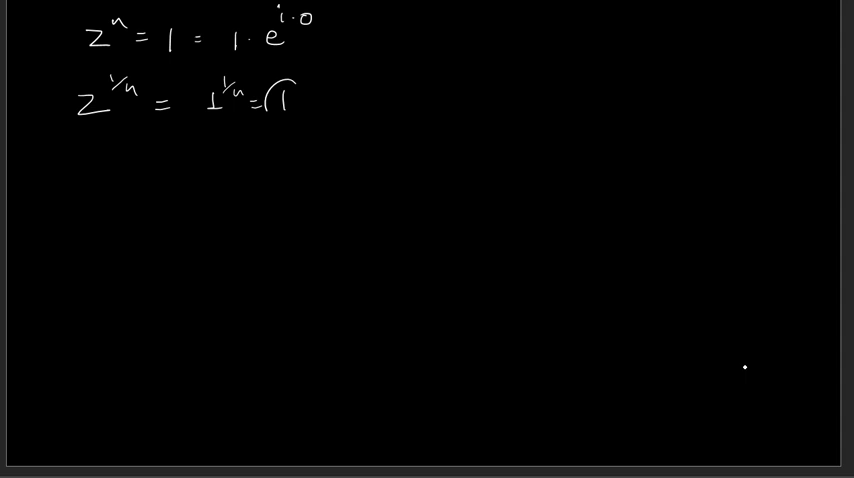 z^n = 1 = 1 · e^{i·0}
z^{1/n} = 1^{1/n} = (1